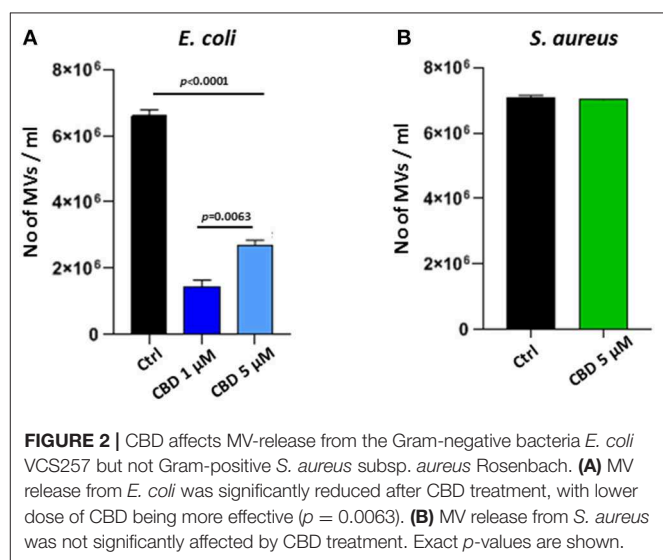 A
E. coli
No of MVs / ml
8×10⁶
6×10⁶
4×10⁶
2×10⁶
0
p<0.0001
p=0.0063
Ctrl
CBD 1 µM
CBD 5 µM
B
S. aureus
No of MVs / ml
8×10⁶
6×10⁶
4×10⁶
2×10⁶
0
Ctrl
CBD 5 µM
FIGURE 2 | CBD affects MV-release from the Gram-negative bacteria E. coli
VCS257 but not Gram-positive S. aureus subsp. aureus Rosenbach. (A) MV
release from E. coli was significantly reduced after CBD treatment, with lower
dose of CBD being more effective (p = 0.0063). (B) MV release from S. aureus
was not significantly affected by CBD treatment. Exact p-values are shown.